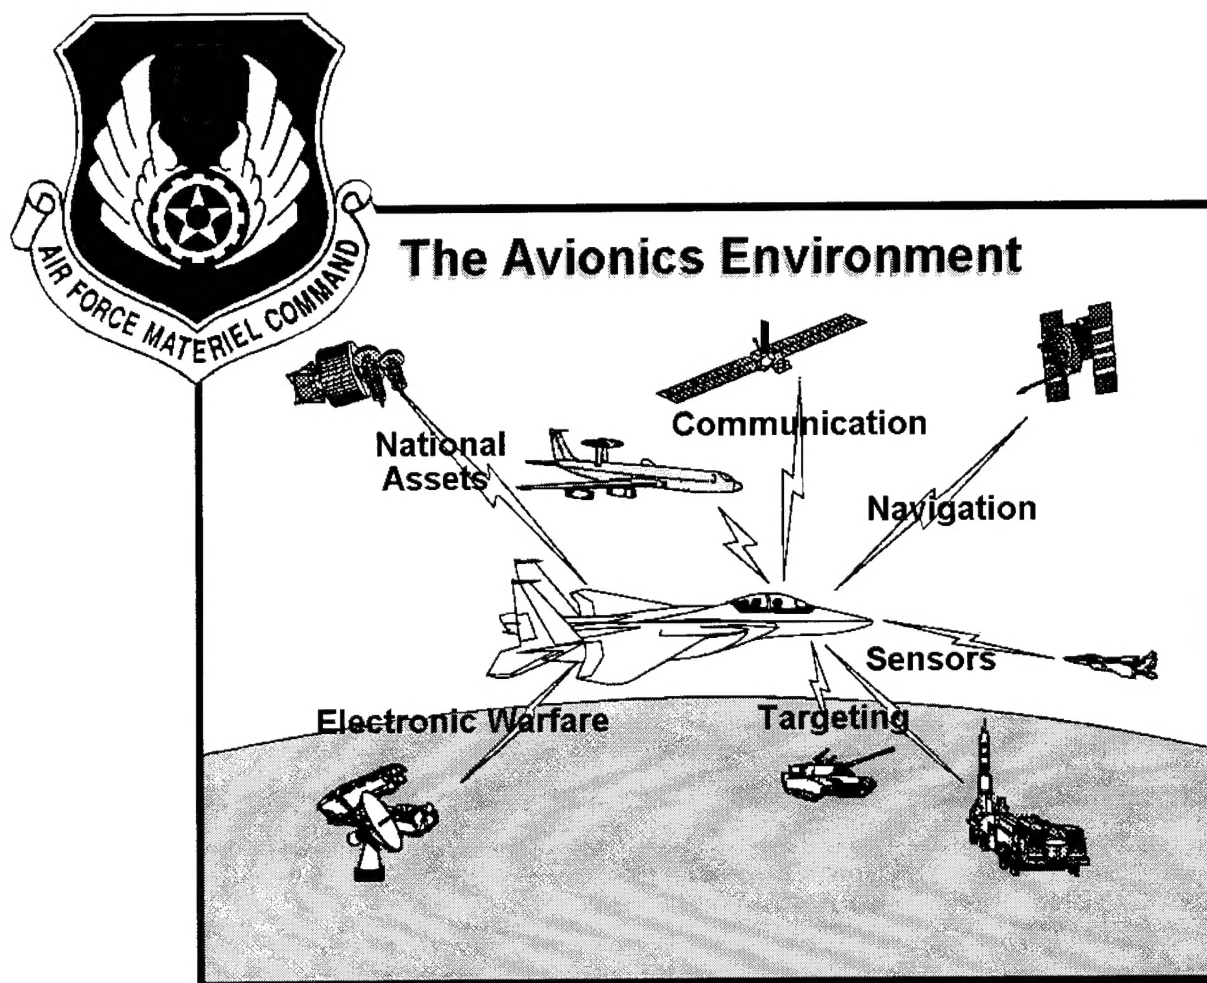 AIR FORCE MATERIEL COMMAND
The Avionics Environment
National
Assets
Communication
Navigation
Sensors
Electronic Warfare
Targeting